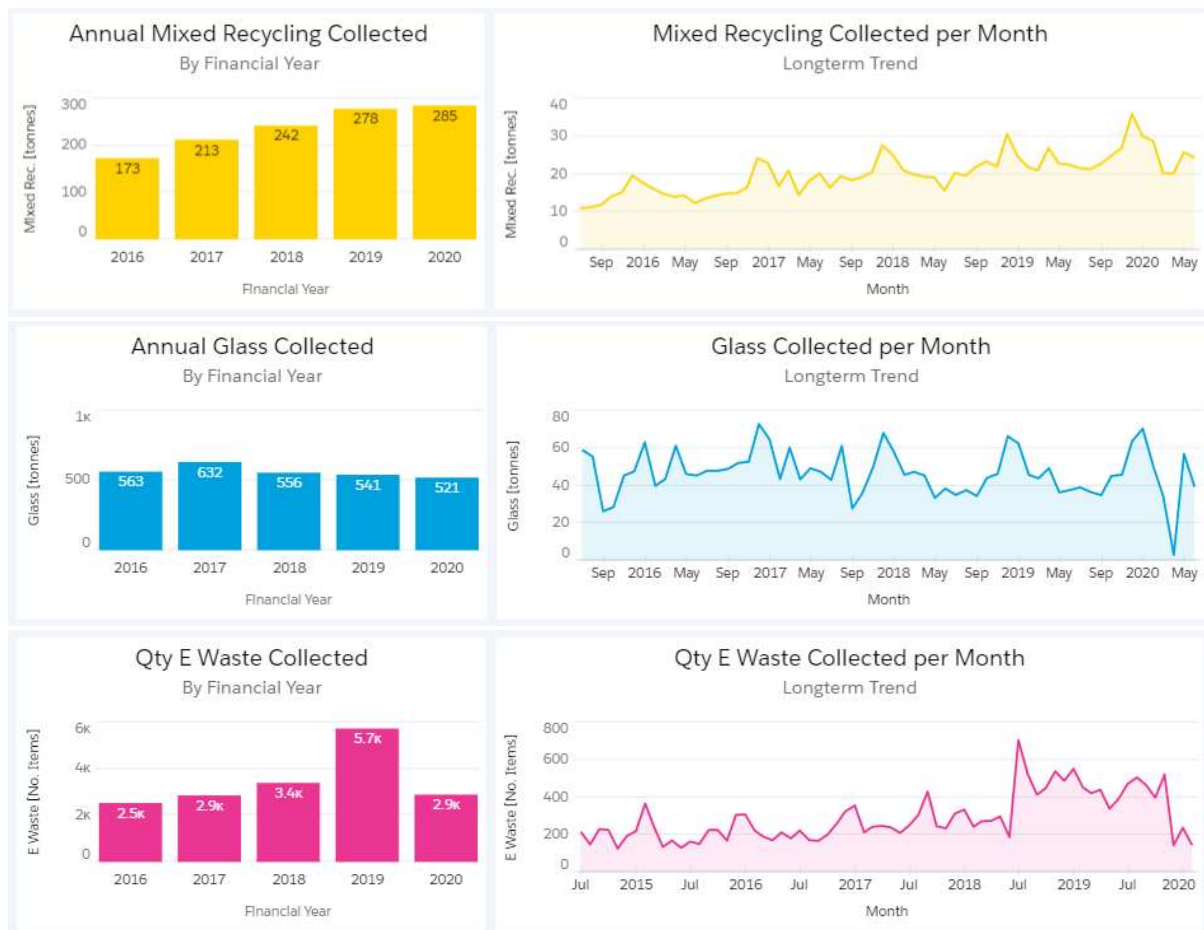 Annual Mixed Recycling Collected
By Financial Year
Mixed Rec. [tonnes]
300
200
100
0
173
213
242
278
285
2016 2017 2018 2019 2020
Financial Year
Mixed Recycling Collected per Month
Longterm Trend
Mixed Rec. [tonnes]
40
30
20
10
0
Sep 2016 May Sep 2017 May Sep 2018 May Sep 2019 May Sep 2020 May
Month
Annual Glass Collected
By Financial Year
Glass [tonnes]
1K
500
0
563
632
556
541
521
2016 2017 2018 2019 2020
Financial Year
Glass Collected per Month
Longterm Trend
Glass [tonnes]
80
60
40
20
0
Sep 2016 May Sep 2017 May Sep 2018 May Sep 2019 May Sep 2020 May
Month
Qty E Waste Collected
By Financial Year
E Waste [No. Items]
6K
4K
2K
0
2.5K
2.9K
3.4K
5.7K
2.9K
2016 2017 2018 2019 2020
Financial Year
Qty E Waste Collected per Month
Longterm Trend
E Waste [No. Items]
800
600
400
200
0
Jul 2015 Jul 2016 Jul 2017 Jul 2018 Jul 2019 Jul 2020
Month